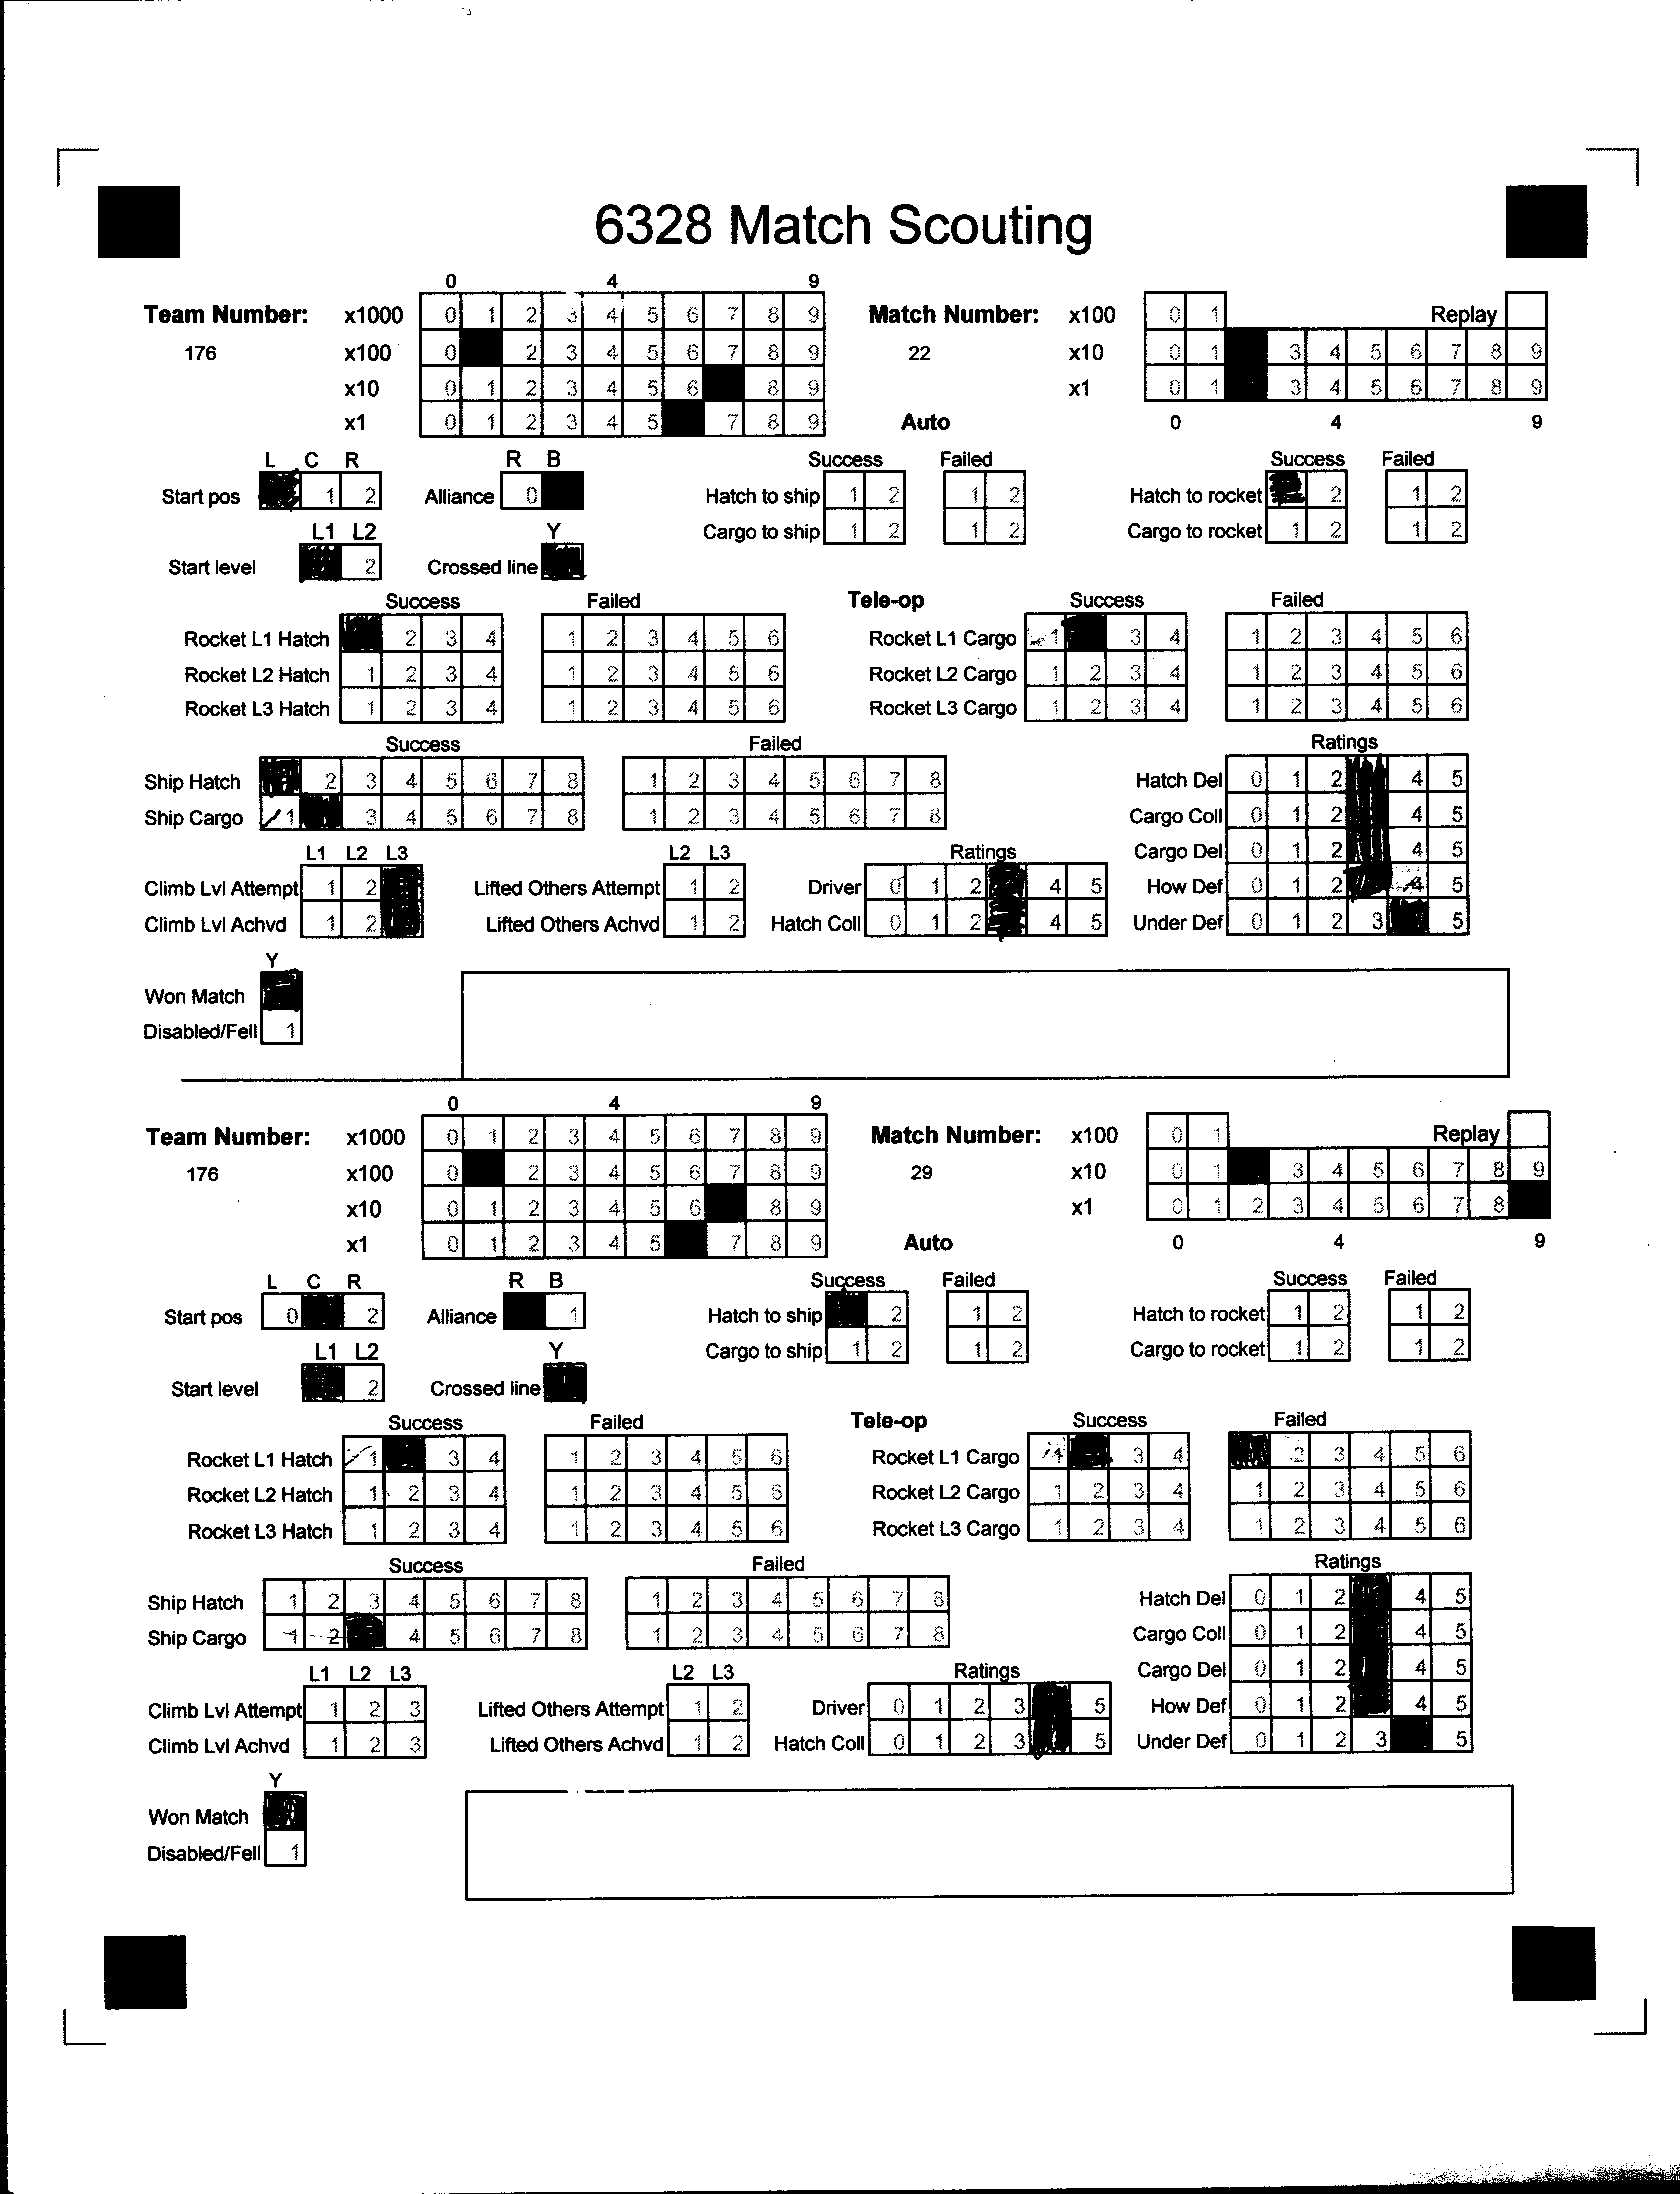 6328 Match Scouting
0 4 9
Team Number: x1000 0 1 2 3 4 5 6 7 8 9 Match Number: x100 0 1 Replay
176 x100 0 2 3 4 5 6 7 8 9 22 x10 0 1 3 4 5 6 7 8 9
x10 0 1 2 3 4 5 6 8 9 x1 0 1 3 4 5 6 7 8 9
x1 0 1 2 3 4 5 7 8 9 Auto 0 4 9
L C R R B Success Failed Success Failed
Start pos 1 2 Alliance 0 Hatch to ship 1 2 1 2 Hatch to rocket 2 1 2
L1 L2 Y Cargo to ship 1 2 1 2 Cargo to rocket 1 2 1 2
Start level 2 Crossed line
Success Failed Tele-op Success Failed
Rocket L1 Hatch 2 3 4 1 2 3 4 5 6 Rocket L1 Cargo 1 3 4 1 2 3 4 5 6
Rocket L2 Hatch 1 2 3 4 1 2 3 4 5 6 Rocket L2 Cargo 1 2 3 4 1 2 3 4 5 6
Rocket L3 Hatch 1 2 3 4 1 2 3 4 5 6 Rocket L3 Cargo 1 2 3 4 1 2 3 4 5 6
Success Failed Ratings
Ship Hatch 2 3 4 5 6 7 8 1 2 3 4 5 6 7 8 Hatch Del 0 1 2 4 5
Ship Cargo 1 3 4 5 6 7 8 1 2 3 4 5 6 7 8 Cargo Coll 0 1 2 4 5
L1 L2 L3 L2 L3 Ratings Cargo Del 0 1 2 4 5
Climb Lvl Attempt 1 2 Lifted Others Attempt 1 2 Driver 0 1 2 4 5 How Def 0 1 2 4 5
Climb Lvl Achvd 1 2 Lifted Others Achvd 1 2 Hatch Coll 0 1 2 4 5 Under Def 0 1 2 3 5
Y
Won Match
Disabled/Fell 1
0 4 9
Team Number: x1000 0 1 2 3 4 5 6 7 8 9 Match Number: x100 0 1 Replay
176 x100 0 2 3 4 5 6 7 8 9 29 x10 0 1 3 4 5 6 7 8 9
x10 0 1 2 3 4 5 6 8 9 x1 0 1 2 3 4 5 6 7 8
x1 0 1 2 3 4 5 7 8 9 Auto 0 4 9
L C R R B Success Failed Success Failed
Start pos 0 2 Alliance 1 Hatch to ship 2 1 2 Hatch to rocket 1 2 1 2
L1 L2 Y Cargo to ship 1 2 1 2 Cargo to rocket 1 2 1 2
Start level 2 Crossed line
Success Failed Tele-op Success Failed
Rocket L1 Hatch 1 3 4 1 2 3 4 5 6 Rocket L1 Cargo 1 3 4 2 3 4 5 6
Rocket L2 Hatch 1 2 3 4 1 2 3 4 5 6 Rocket L2 Cargo 1 2 3 4 1 2 3 4 5 6
Rocket L3 Hatch 1 2 3 4 1 2 3 4 5 6 Rocket L3 Cargo 1 2 3 4 1 2 3 4 5 6
Success Failed Ratings
Ship Hatch 1 2 3 4 5 6 7 8 1 2 3 4 5 6 7 8 Hatch Del 0 1 2 4 5
Ship Cargo 1 2 4 5 6 7 8 1 2 3 4 5 6 7 8 Cargo Coll 0 1 2 4 5
L1 L2 L3 L2 L3 Ratings Cargo Del 0 1 2 4 5
Climb Lvl Attempt 1 2 3 Lifted Others Attempt 1 2 Driver 0 1 2 3 5 How Def 0 1 2 4 5
Climb Lvl Achvd 1 2 3 Lifted Others Achvd 1 2 Hatch Coll 0 1 2 3 5 Under Def 0 1 2 3 5
Y
Won Match
Disabled/Fell 1